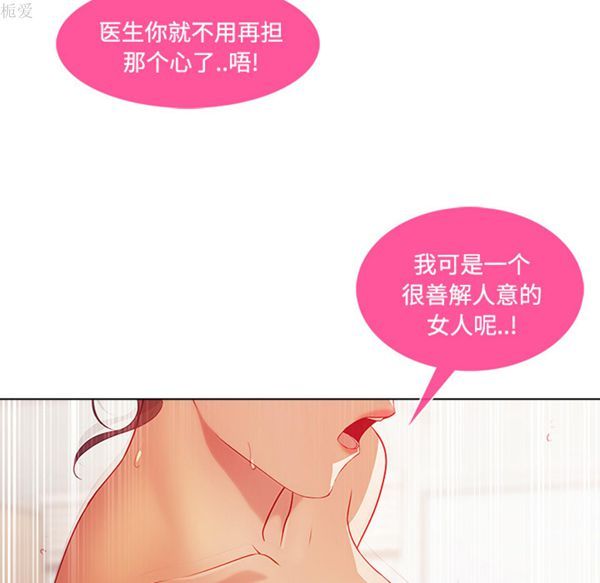 栀爱
医生你就不用再担
那个心了..唔!
我可是一个
很善解人意的
女人呢..!